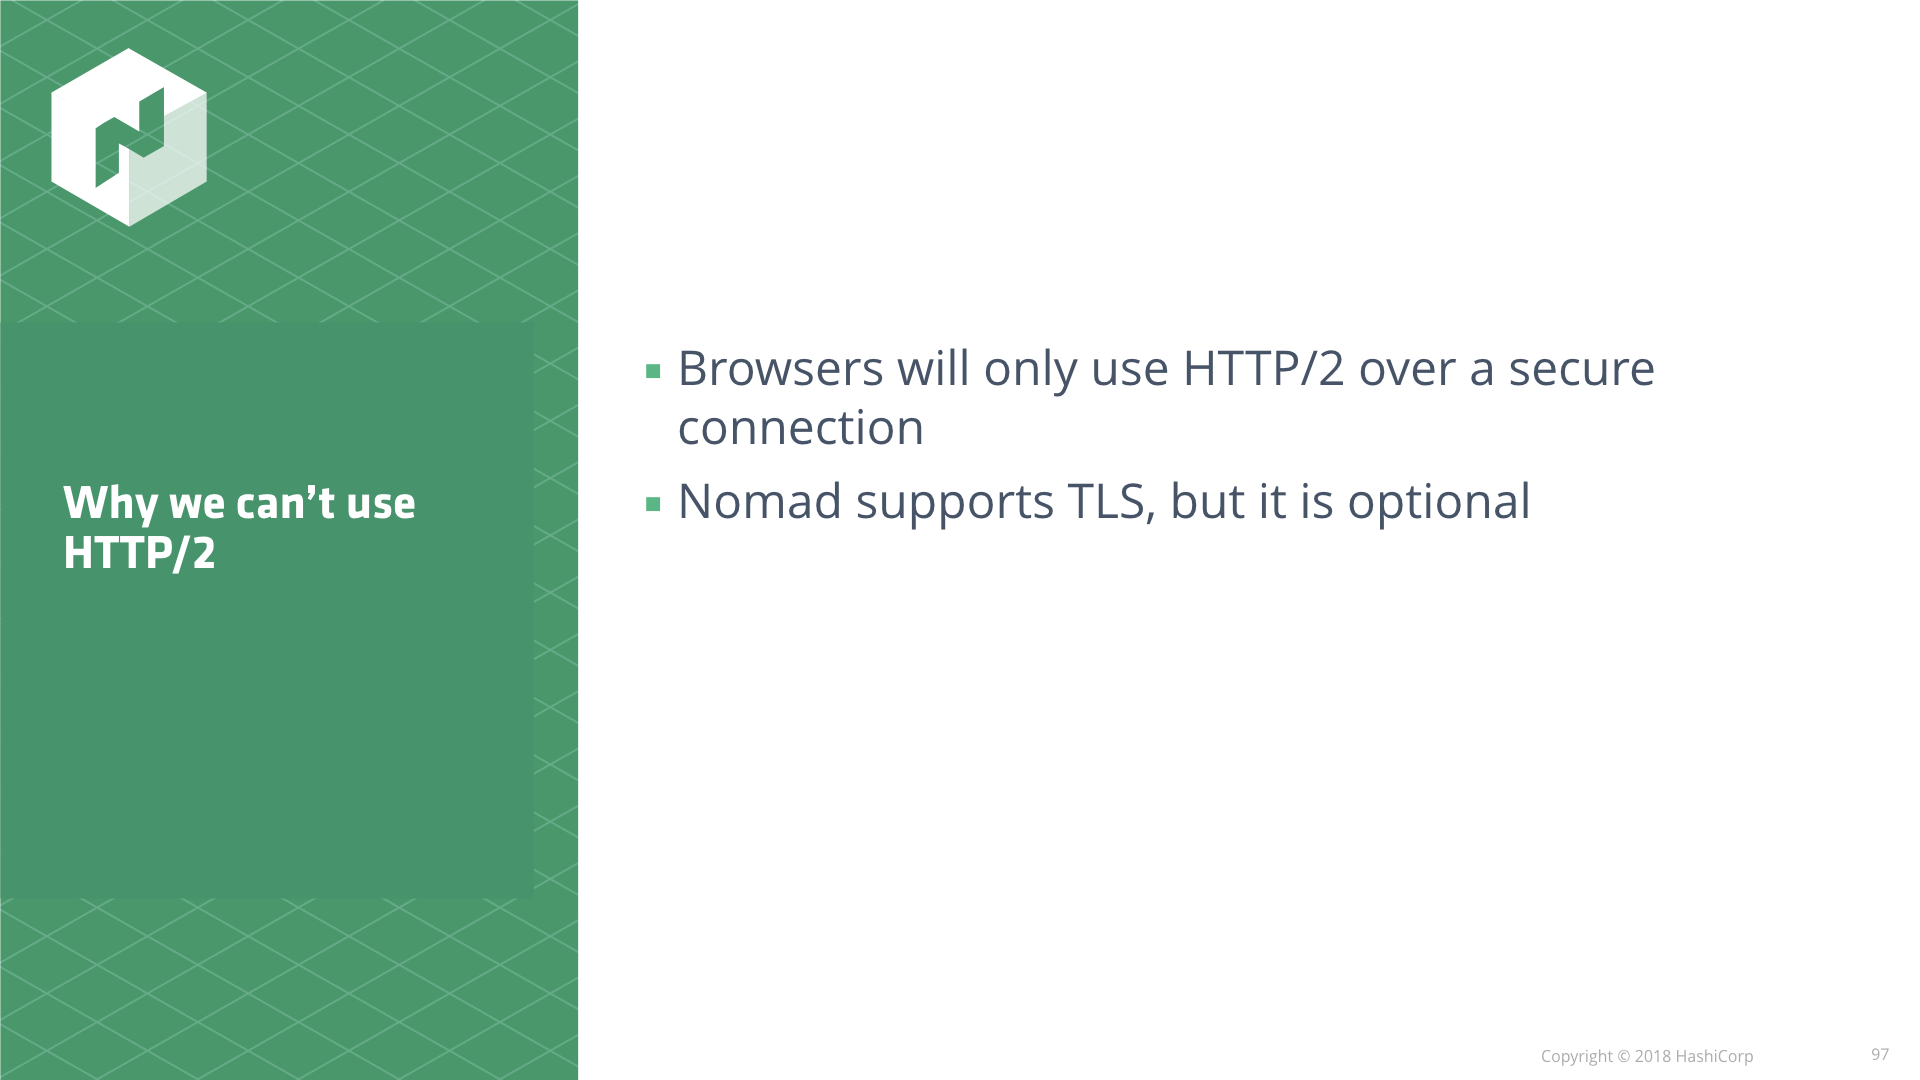 Why we can’t use
HTTP/2
▪ Browsers will only use HTTP/2 over a secure
connection
▪ Nomad supports TLS, but it is optional
Copyright © 2018 HashiCorp
97